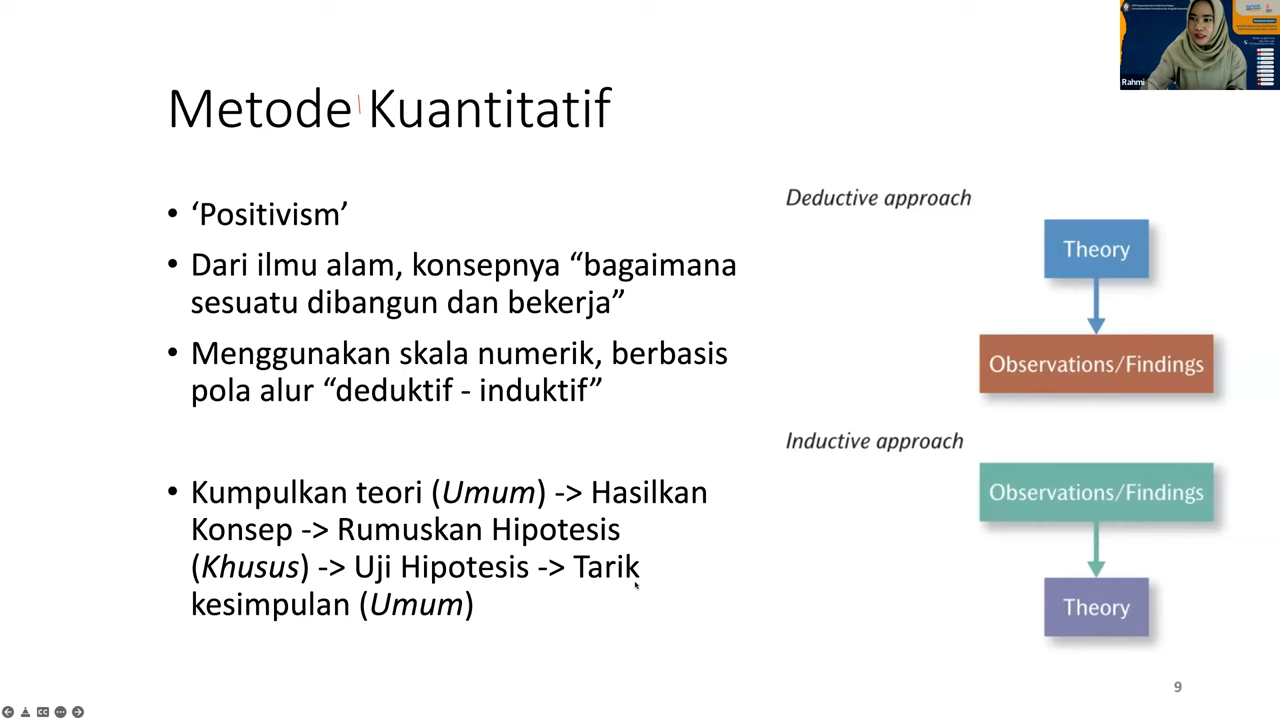 Metode Kuantitatif
• ‘Positivism’
• Dari ilmu alam, konsepnya “bagaimana
sesuatu dibangun dan bekerja”
• Menggunakan skala numerik, berbasis
pola alur “deduktif - induktif”
• Kumpulkan teori (Umum) -> Hasilkan
Konsep -> Rumuskan Hipotesis
(Khusus) -> Uji Hipotesis -> Tarik
kesimpulan (Umum)
Deductive approach
Theory
Observations/Findings
Inductive approach
Observations/Findings
Theory
9
Rahmi
CC